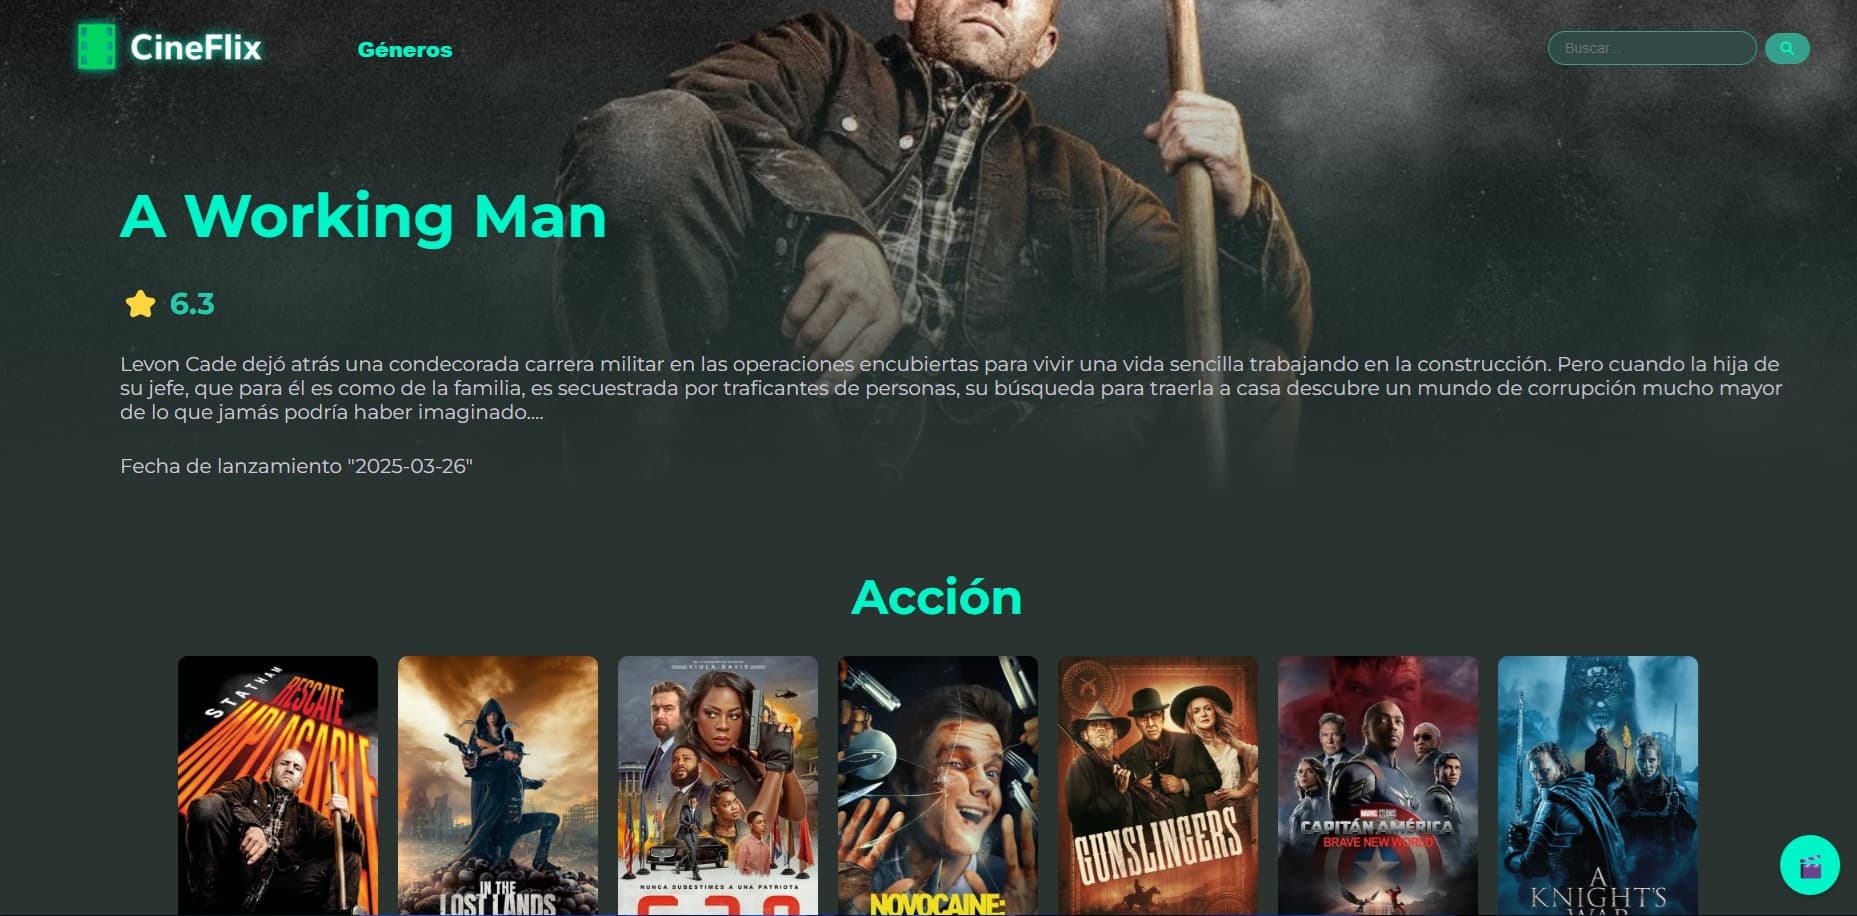 CineFlix
Géneros
Buscar...
A Working Man
6.3
Levon Cade dejó atrás una condecorada carrera militar en las operaciones encubiertas para vivir una vida sencilla trabajando en la construcción. Pero cuando la hija de
su jefe, que para él es como de la familia, es secuestrada por traficantes de personas, su búsqueda para traerla a casa descubre un mundo de corrupción mucho mayor
de lo que jamás podría haber imaginado....
Fecha de lanzamiento "2025-03-26"
Acción
STATHAM
RESCATE
IMPLACABLE
IN THE
LOST LANDS
VIOLA DAVIS
NUNCA SUBESTIMES A UNA PATRIOTA
G20
NOVOCAINE:
GUNSLINGERS
MARVEL STUDIOS
CAPITÁN AMÉRICA
BRAVE NEW WORLD
A
KNIGHT'S
WAR